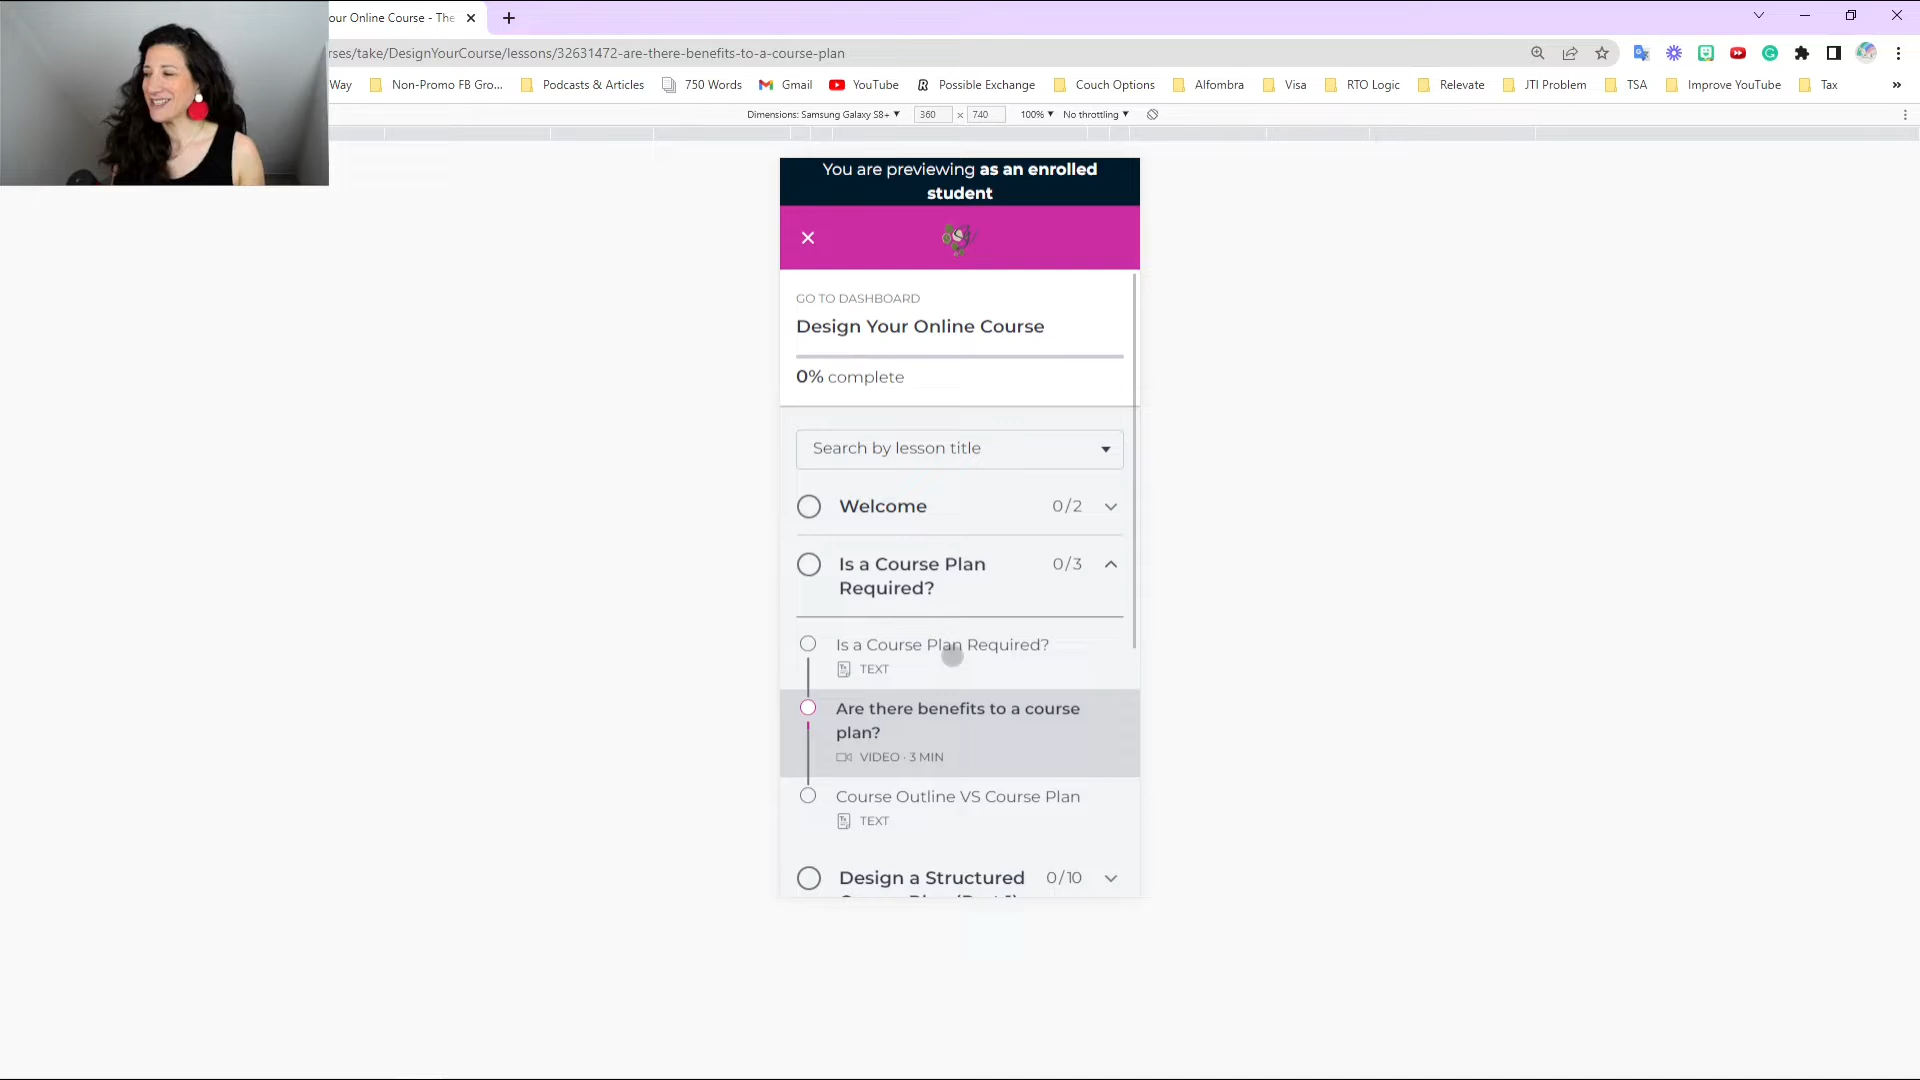 our Online Course - The
rses/take/DesignYourCourse/lessons/32631472-are-there-benefits-to-a-course-plan
Way Non-Promo FB Gro... Podcasts & Articles 750 Words Gmail YouTube Possible Exchange Couch Options Alfombra Visa RTO Logic Relevate JTI Problem TSA Improve YouTube Tax »
Dimensions: Samsung Galaxy S8+ 360 × 740 100% No throttling
You are previewing as an enrolled
student
GO TO DASHBOARD
Design Your Online Course
0% complete
Search by lesson title
Welcome 0/2
Is a Course Plan 0/3
Required?
Is a Course Plan Required?
TEXT
Are there benefits to a course
plan?
VIDEO · 3 MIN
Course Outline VS Course Plan
TEXT
Design a Structured 0/10